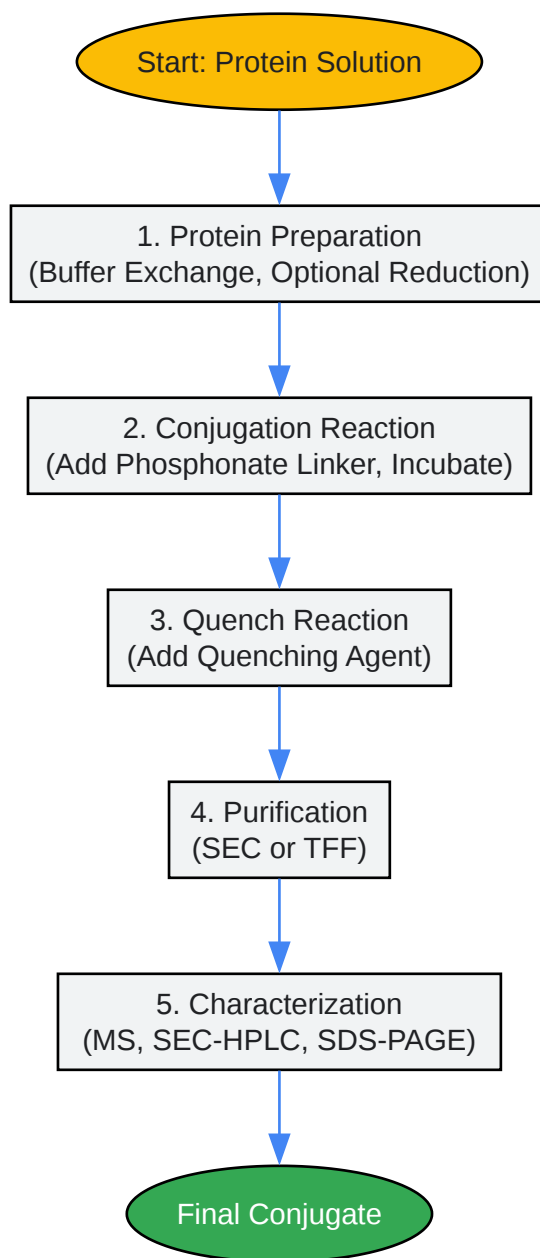 Start: Protein Solution
1. Protein Preparation
(Buffer Exchange, Optional Reduction)
2. Conjugation Reaction
(Add Phosphonate Linker, Incubate)
3. Quench Reaction
(Add Quenching Agent)
4. Purification
(SEC or TFF)
5. Characterization
(MS, SEC-HPLC, SDS-PAGE)
Final Conjugate